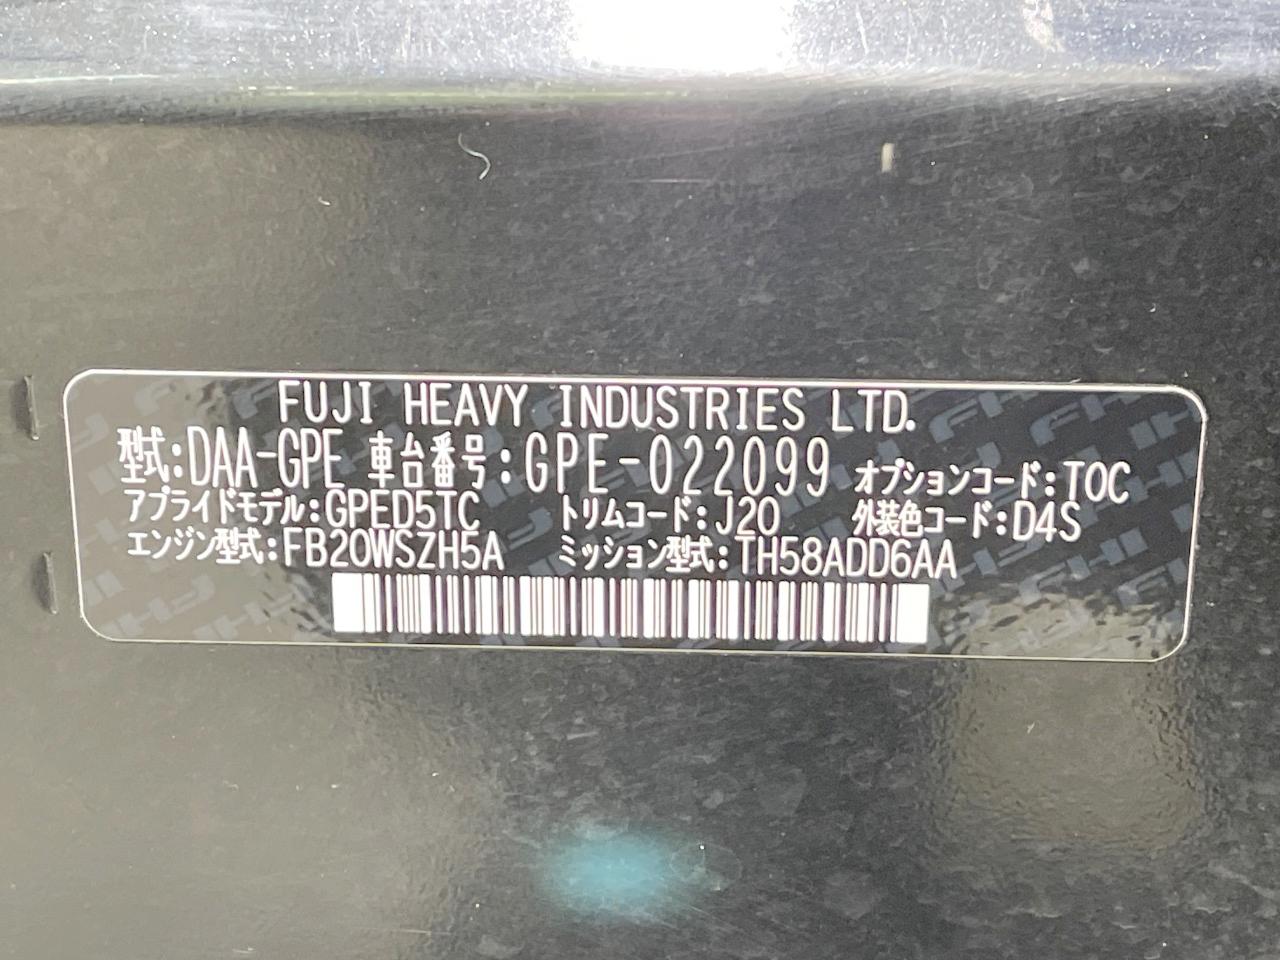 FUJI HEAVY INDUSTRIES LTD.
型式:DAA-GPE 車台番号:GPE-022099 オプションコード:TOC
アプライドモデル:GPED5TC トリムコード:J20 外装色コード:D4S
エンジン型式:FB20WSZH5A ミッション型式:TH58ADD6AA